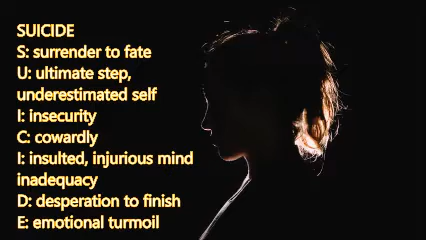 SUICIDE
S: surrender to fate
U: ultimate step,
underestimated self
I: insecurity
C: cowardly
I: insulted, injurious mind
inadequacy
D: desperation to finish
E: emotional turmoil